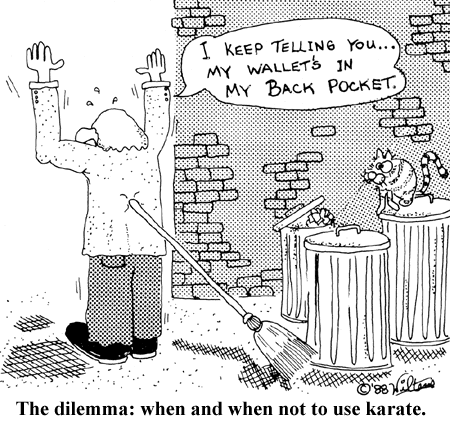 I KEEP TELLING YOU...
MY WALLET'S IN
MY BACK POCKET.
©'88 Wiltens
The dilemma: when and when not to use karate.